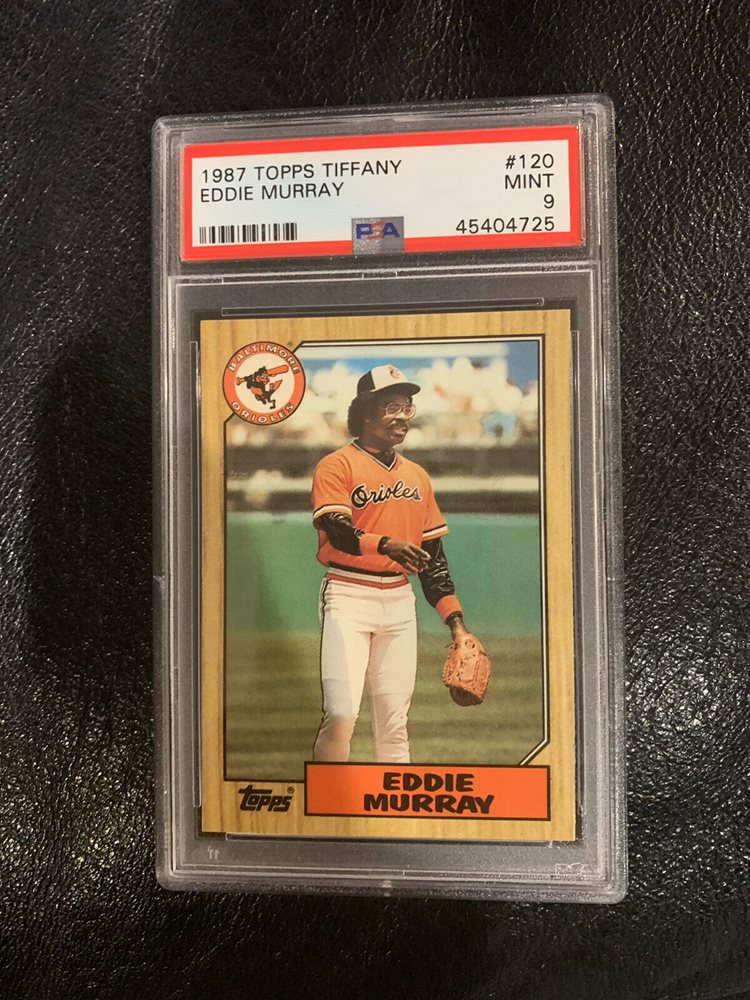 1987 TOPPS TIFFANY #120
EDDIE MURRAY MINT
9
PSA 45404725
BALTIMORE
ORIOLES
Orioles
topps®
EDDIE
MURRAY